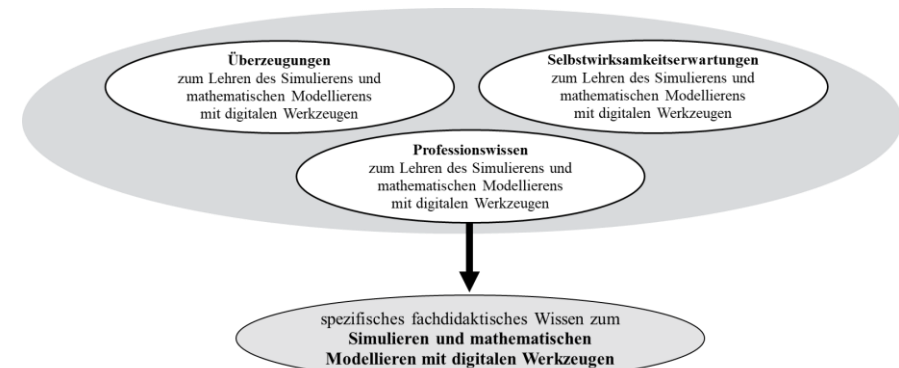 Überzeugungen
zum Lehren des Simulierens und
mathematischen Modellierens
mit digitalen Werkzeugen
Selbstwirksamkeitserwartungen
zum Lehren des Simulierens und
mathematischen Modellierens
mit digitalen Werkzeugen
Professionswissen
zum Lehren des Simulierens und
mathematischen Modellierens
mit digitalen Werkzeugen
spezifisches fachdidaktisches Wissen zum
Simulieren und mathematischen
Modellieren mit digitalen Werkzeugen